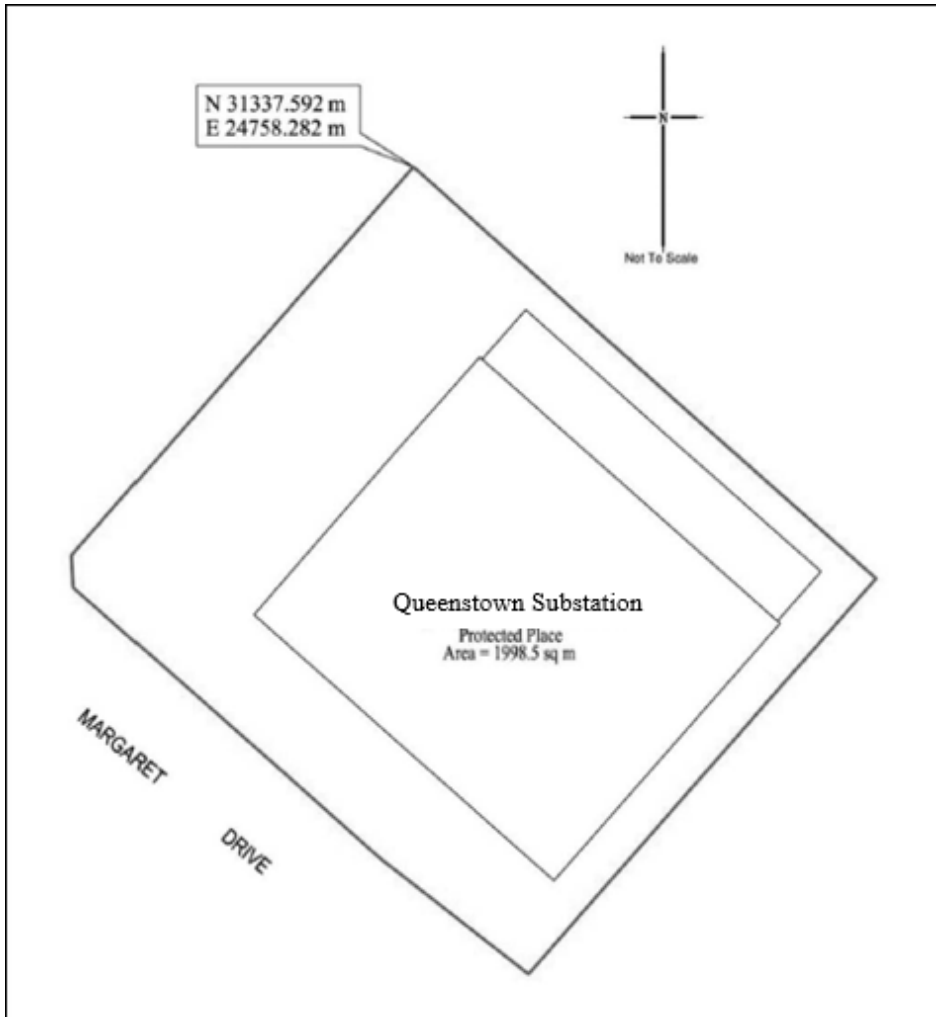 N 31337.592 m
E 24758.282 m
N
Not To Scale
Queenstown Substation
Protected Place
Area = 1998.5 sq m
MARGARET
DRIVE